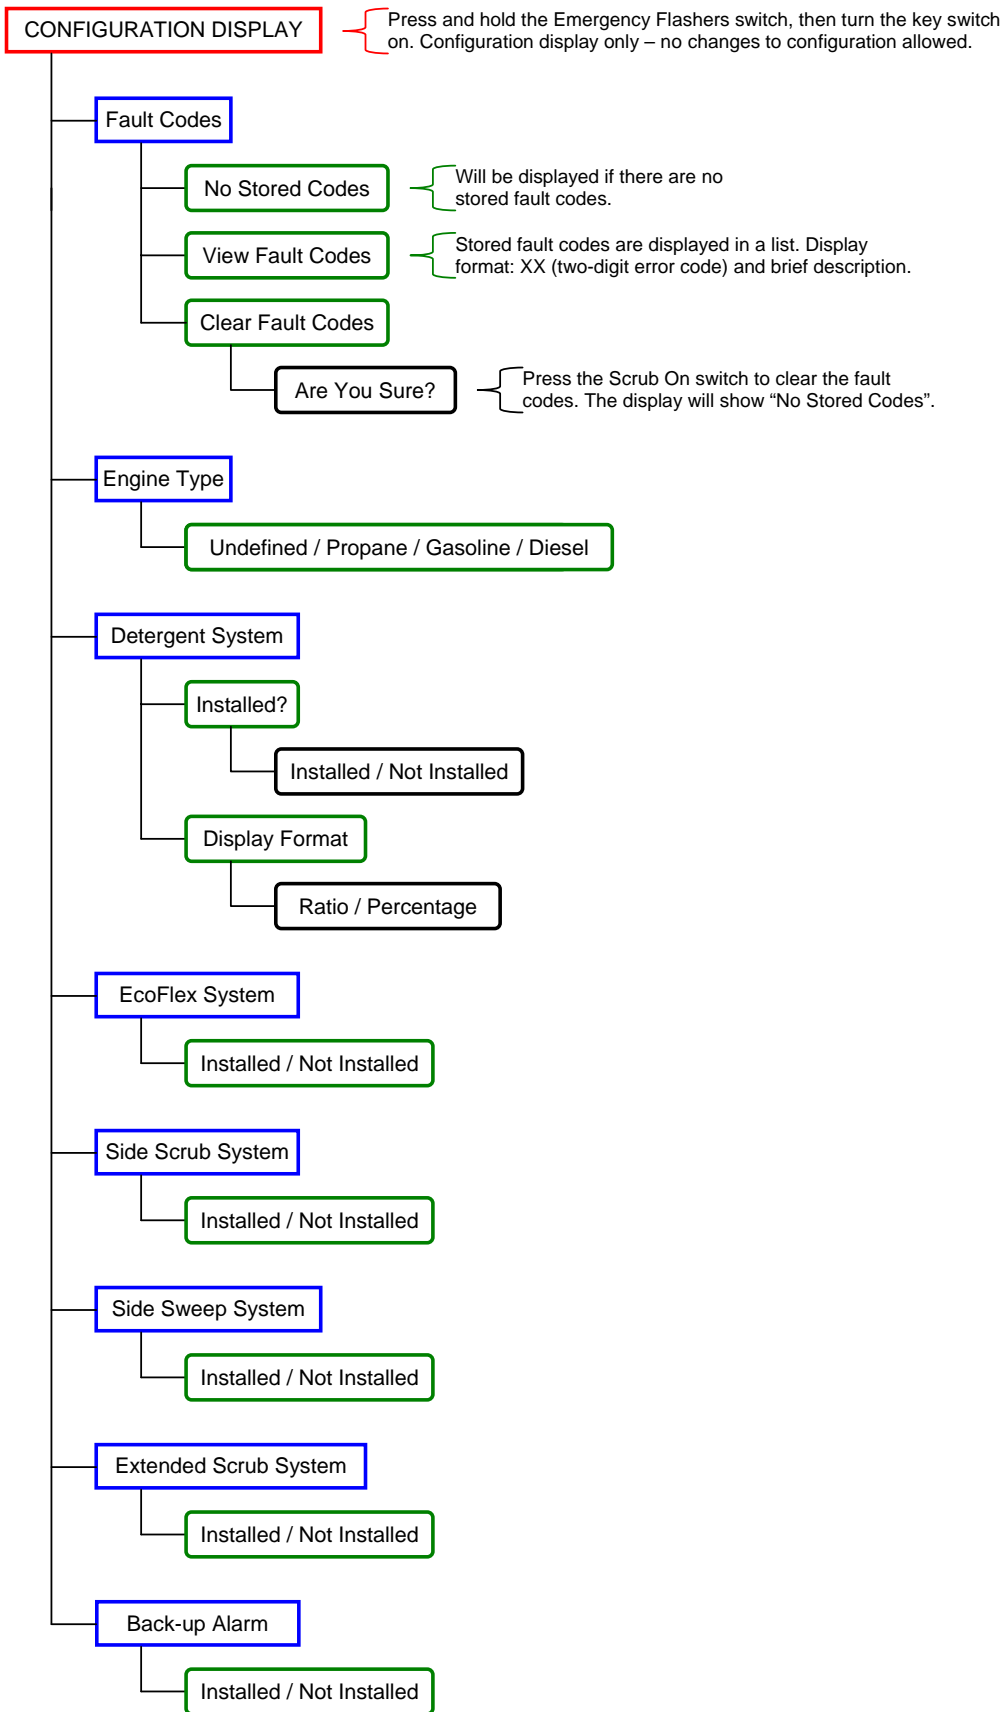 CONFIGURATION DISPLAY
Press and hold the Emergency Flashers switch, then turn the key switch
on. Configuration display only – no changes to configuration allowed.
Fault Codes
No Stored Codes
Will be displayed if there are no
stored fault codes.
View Fault Codes
Stored fault codes are displayed in a list. Display
format: XX (two-digit error code) and brief description.
Clear Fault Codes
Are You Sure?
Press the Scrub On switch to clear the fault
codes. The display will show “No Stored Codes”.
Engine Type
Undefined / Propane / Gasoline / Diesel
Detergent System
Installed?
Installed / Not Installed
Display Format
Ratio / Percentage
EcoFlex System
Installed / Not Installed
Side Scrub System
Installed / Not Installed
Side Sweep System
Installed / Not Installed
Extended Scrub System
Installed / Not Installed
Back-up Alarm
Installed / Not Installed